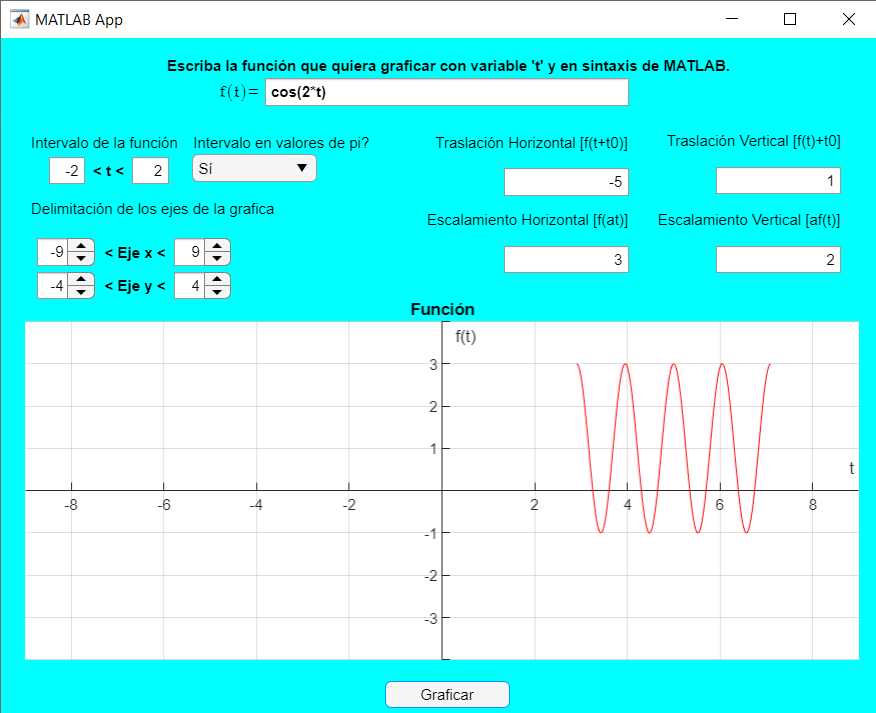 MATLAB App
Escriba la función que quiera graficar con variable 't' y en sintaxis de MATLAB.
f(t)= cos(2*t)
Intervalo de la función
-2 < t < 2
Intervalo en valores de pi?
Sí
Delimitación de los ejes de la grafica
-9 < Eje x < 9
-4 < Eje y < 4
Traslación Horizontal [f(t+t0)]
-5
Traslación Vertical [f(t)+t0]
1
Escalamiento Horizontal [f(at)]
3
Escalamiento Vertical [af(t)]
2
Función
f(t)
3
2
1
t
-8 -6 -4 -2 2 4 6 8
-1
-2
-3
Graficar